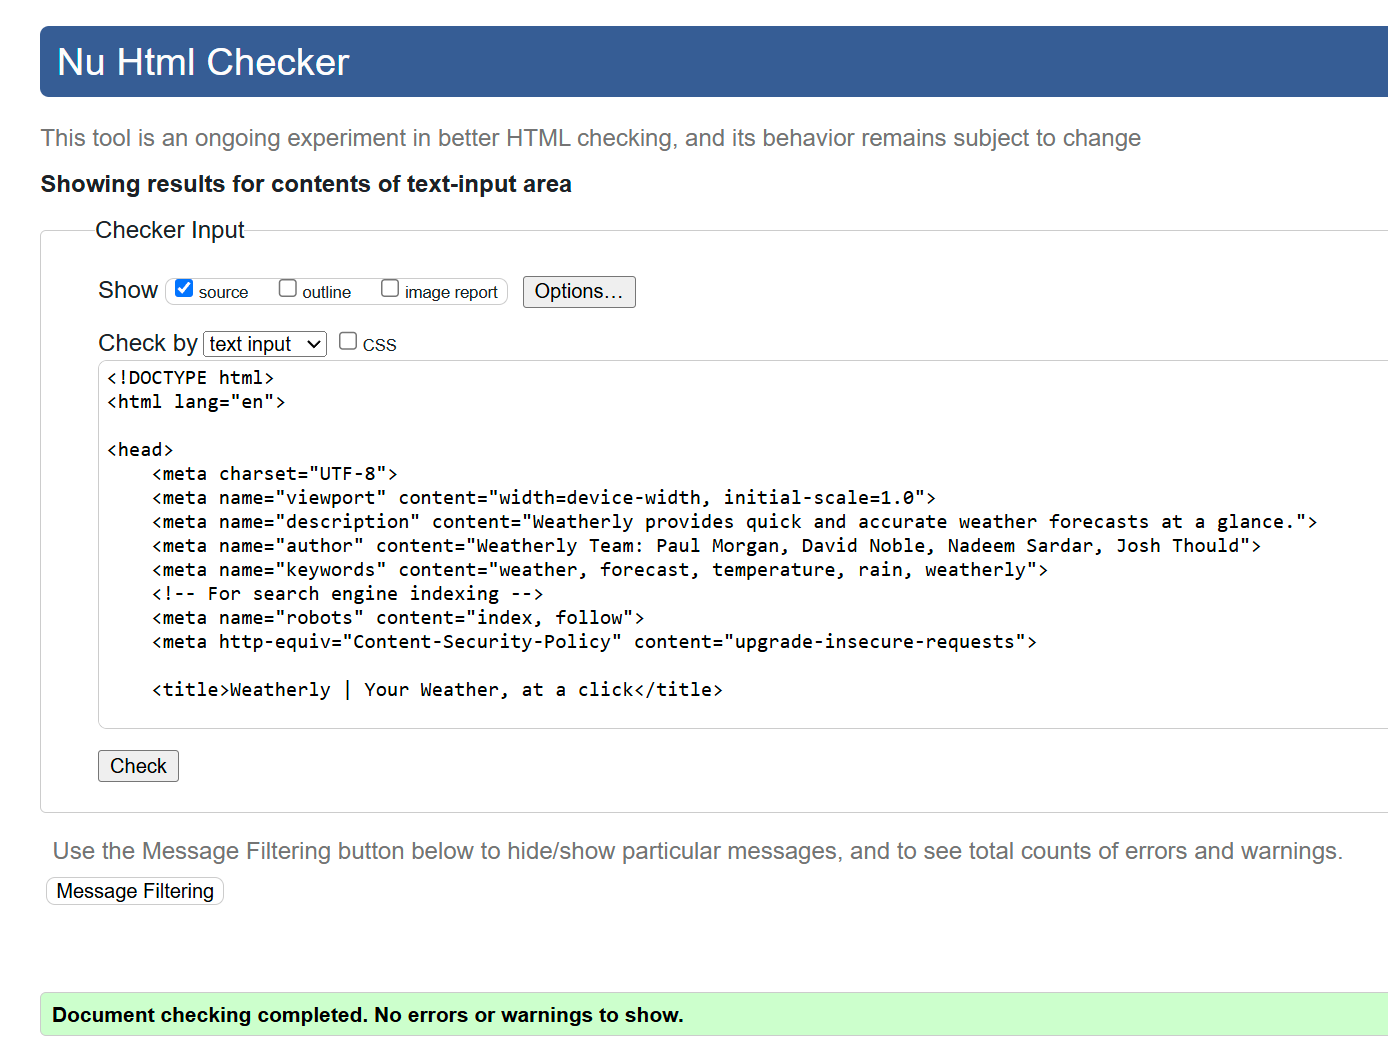 Nu Html Checker
This tool is an ongoing experiment in better HTML checking, and its behavior remains subject to change
Showing results for contents of text-input area
Checker Input
Show source outline image report Options...
Check by text input CSS
<!DOCTYPE html>
<html lang="en">
<head>
<meta charset="UTF-8">
<meta name="viewport" content="width=device-width, initial-scale=1.0">
<meta name="description" content="Weatherly provides quick and accurate weather forecasts at a glance.">
<meta name="author" content="Weatherly Team: Paul Morgan, David Noble, Nadeem Sardar, Josh Thould">
<meta name="keywords" content="weather, forecast, temperature, rain, weatherly">
<!-- For search engine indexing -->
<meta name="robots" content="index, follow">
<meta http-equiv="Content-Security-Policy" content="upgrade-insecure-requests">
<title>Weatherly | Your Weather, at a click</title>
Check
Use the Message Filtering button below to hide/show particular messages, and to see total counts of errors and warnings.
Message Filtering
Document checking completed. No errors or warnings to show.